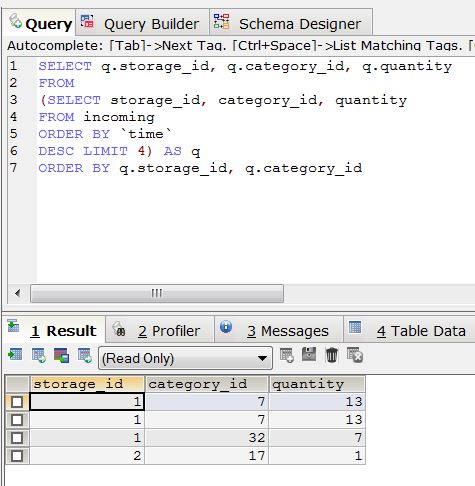 Query Query Builder Schema Designer
Autocomplete: [Tab]->Next Tag. [Ctrl+Space]->List Matching Tags. [C
1 SELECT q.storage_id, q.category_id, q.quantity
2 FROM
3 (SELECT storage_id, category_id, quantity
4 FROM incoming
5 ORDER BY `time`
6 DESC LIMIT 4) AS q
7 ORDER BY q.storage_id, q.category_id
1 Result 2 Profiler 3 Messages 4 Table Data
(Read Only)
storage_id category_id quantity
1 7 13
1 7 13
1 32 7
2 17 1